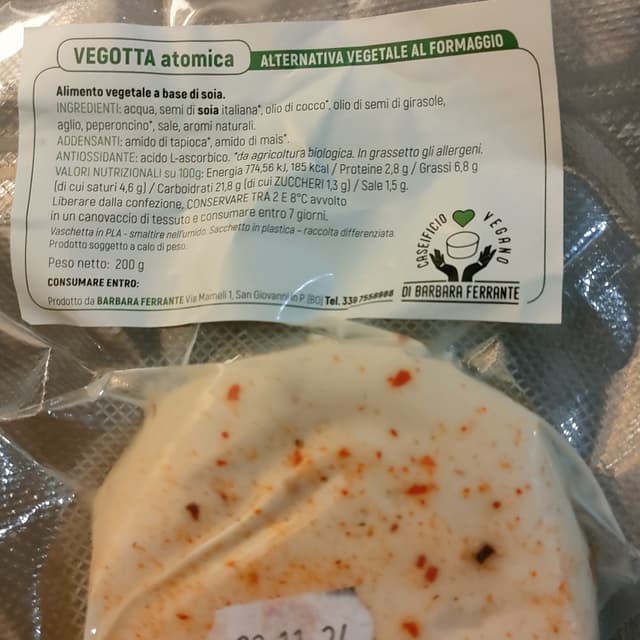 VEGOTTA atomica
ALTERNATIVA VEGETALE AL FORMAGGIO
Alimento vegetale a base di soia.
INGREDIENTI: acqua, semi di soia italiana*, olio di cocco*, olio di semi di girasole,
aglio, peperoncino*, sale, aromi naturali.
ADDENSANTI: amido di tapioca*, amido di mais*.
ANTIOSSIDANTE: acido L-ascorbico. *da agricoltura biologica. In grassetto gli allergeni.
VALORI NUTRIZIONALI su 100g: Energia 774,56 kJ, 185 kcal / Proteine 2,8 g / Grassi 6,8 g
(di cui saturi 4,6 g) / Carboidrati 21,8 g (di cui ZUCCHERI 1,3 g) / Sale 1,5 g.
Liberare dalla confezione, CONSERVARE TRA 2 E 8°C avvolto
in un canovaccio di tessuto e consumare entro 7 giorni.
Vaschetta in PLA - smaltire nell'umido. Sacchetto in plastica - raccolta differenziata.
Prodotto soggetto a calo di peso.
Peso netto: 200 g
CONSUMARE ENTRO:
Prodotto da BARBARA FERRANTE Via Mameli 1, San Giovanni in P. (BO) Tel. 339 7558988
CASEIFICIO VEGANO
DI BARBARA FERRANTE